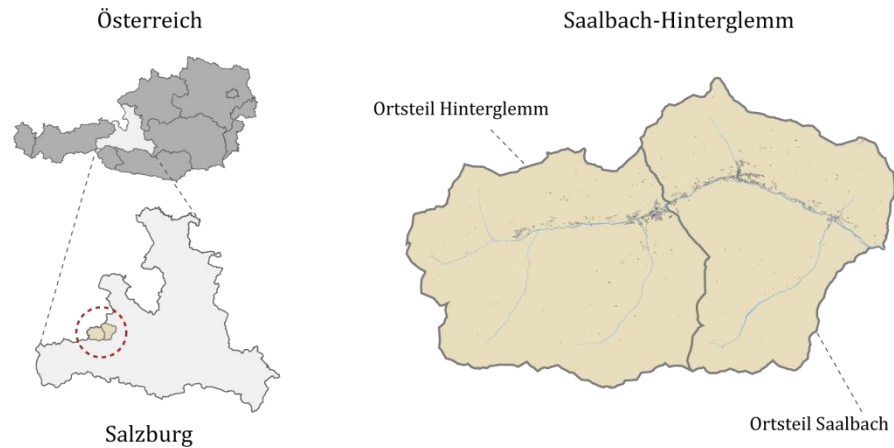 Österreich
Saalbach-Hinterglemm
Ortsteil Hinterglemm
Salzburg
Ortsteil Saalbach